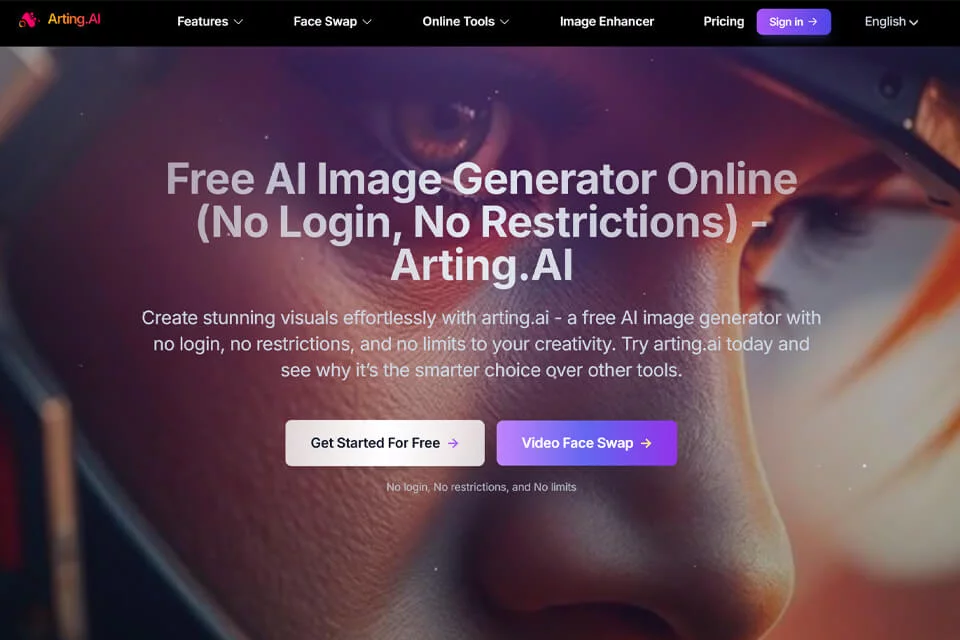 Arting.AI
Features
Face Swap
Online Tools
Image Enhancer
Pricing
Sign in →
English
Free AI Image Generator Online
(No Login, No Restrictions) -
Arting.AI
Create stunning visuals effortlessly with arting.ai - a free AI image generator with
no login, no restrictions, and no limits to your creativity. Try arting.ai today and
see why it's the smarter choice over other tools.
Get Started For Free →
Video Face Swap →
No login, No restrictions, and No limits